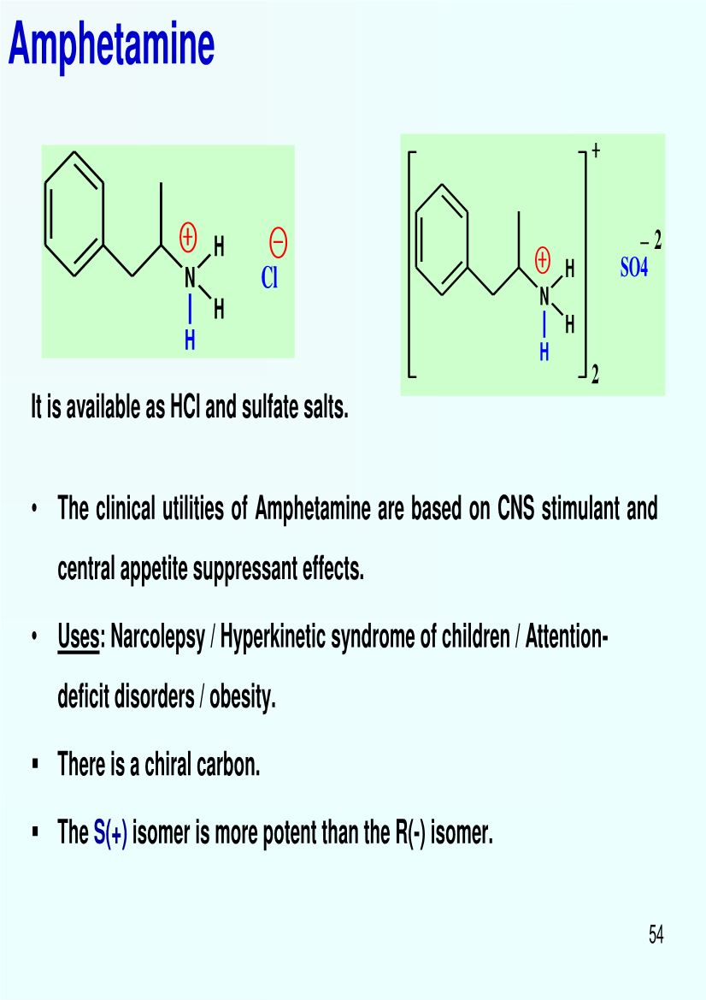 Amphetamine
H
N
H
H
Cl
+
H
N
H
H
2
– 2
SO4
It is available as HCl and sulfate salts.
• The clinical utilities of Amphetamine are based on CNS stimulant and
central appetite suppressant effects.
• Uses: Narcolepsy / Hyperkinetic syndrome of children / Attention-
deficit disorders / obesity.
▪ There is a chiral carbon.
▪ The S(+) isomer is more potent than the R(-) isomer.
54